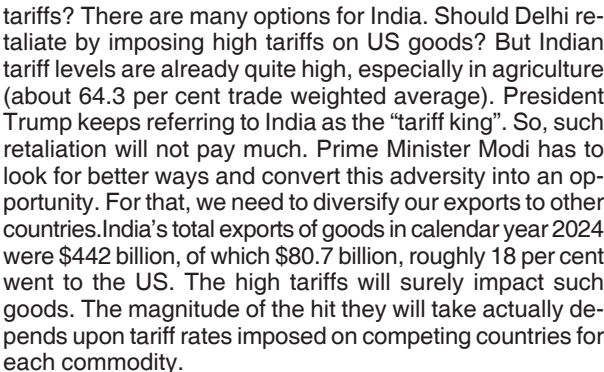 tariffs? There are many options for India. Should Delhi re-
taliate by imposing high tariffs on US goods? But Indian
tariff levels are already quite high, especially in agriculture
(about 64.3 per cent trade weighted average). President
Trump keeps referring to India as the “tariff king”. So, such
retaliation will not pay much. Prime Minister Modi has to
look for better ways and convert this adversity into an op-
portunity. For that, we need to diversify our exports to other
countries.India’s total exports of goods in calendar year 2024
were $442 billion, of which $80.7 billion, roughly 18 per cent
went to the US. The high tariffs will surely impact such
goods. The magnitude of the hit they will take actually de-
pends upon tariff rates imposed on competing countries for
each commodity.